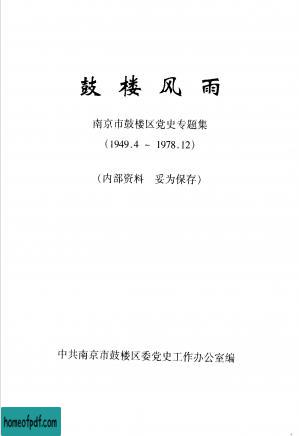 鼓楼风雨
南京市鼓楼区党史专题集
(1949.4 ~ 1978.12)
(内部资料 妥为保存)
中共南京市鼓楼区委党史工作办公室编
homeofpdf.com